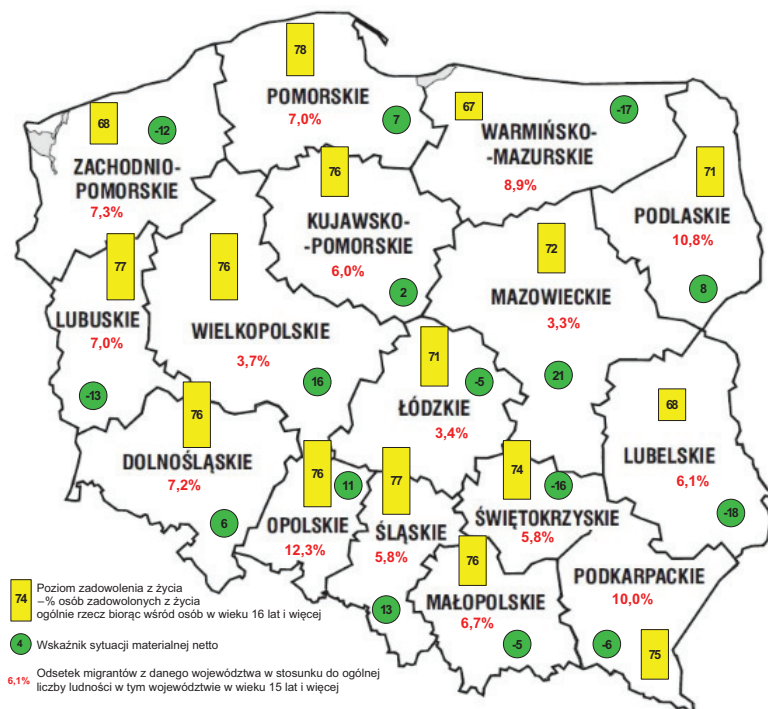 78
POMORSKIE
7,0%
7
68
-12
ZACHODNIO-
-POMORSKIE
7,3%
67
-17
WARMIŃSKO-
-MAZURSKIE
8,9%
76
KUJAWSKO-
-POMORSKIE
6,0%
2
71
PODLASKIE
10,8%
8
77
LUBUSKIE
7,0%
-13
76
WIELKOPOLSKIE
3,7%
16
72
MAZOWIECKIE
3,3%
21
71
-5
ŁÓDZKIE
3,4%
68
LUBELSKIE
6,1%
-18
76
DOLNOŚLĄSKIE
7,2%
6
76
11
OPOLSKIE
12,3%
77
ŚLĄSKIE
5,8%
13
74
-16
ŚWIĘTOKRZYSKIE
5,8%
76
MAŁOPOLSKIE
6,7%
-5
PODKARPACKIE
10,0%
-6
75
74
Poziom zadowolenia z życia
–% osób zadowolonych z życia
ogólnie rzecz biorąc wśród osób w wieku 16 lat i więcej
4 Wskaźnik sytuacji materialnej netto
6,1% Odsetek migrantów z danego województwa w stosunku do ogólnej
liczby ludności w tym województwie w wieku 15 lat i więcej